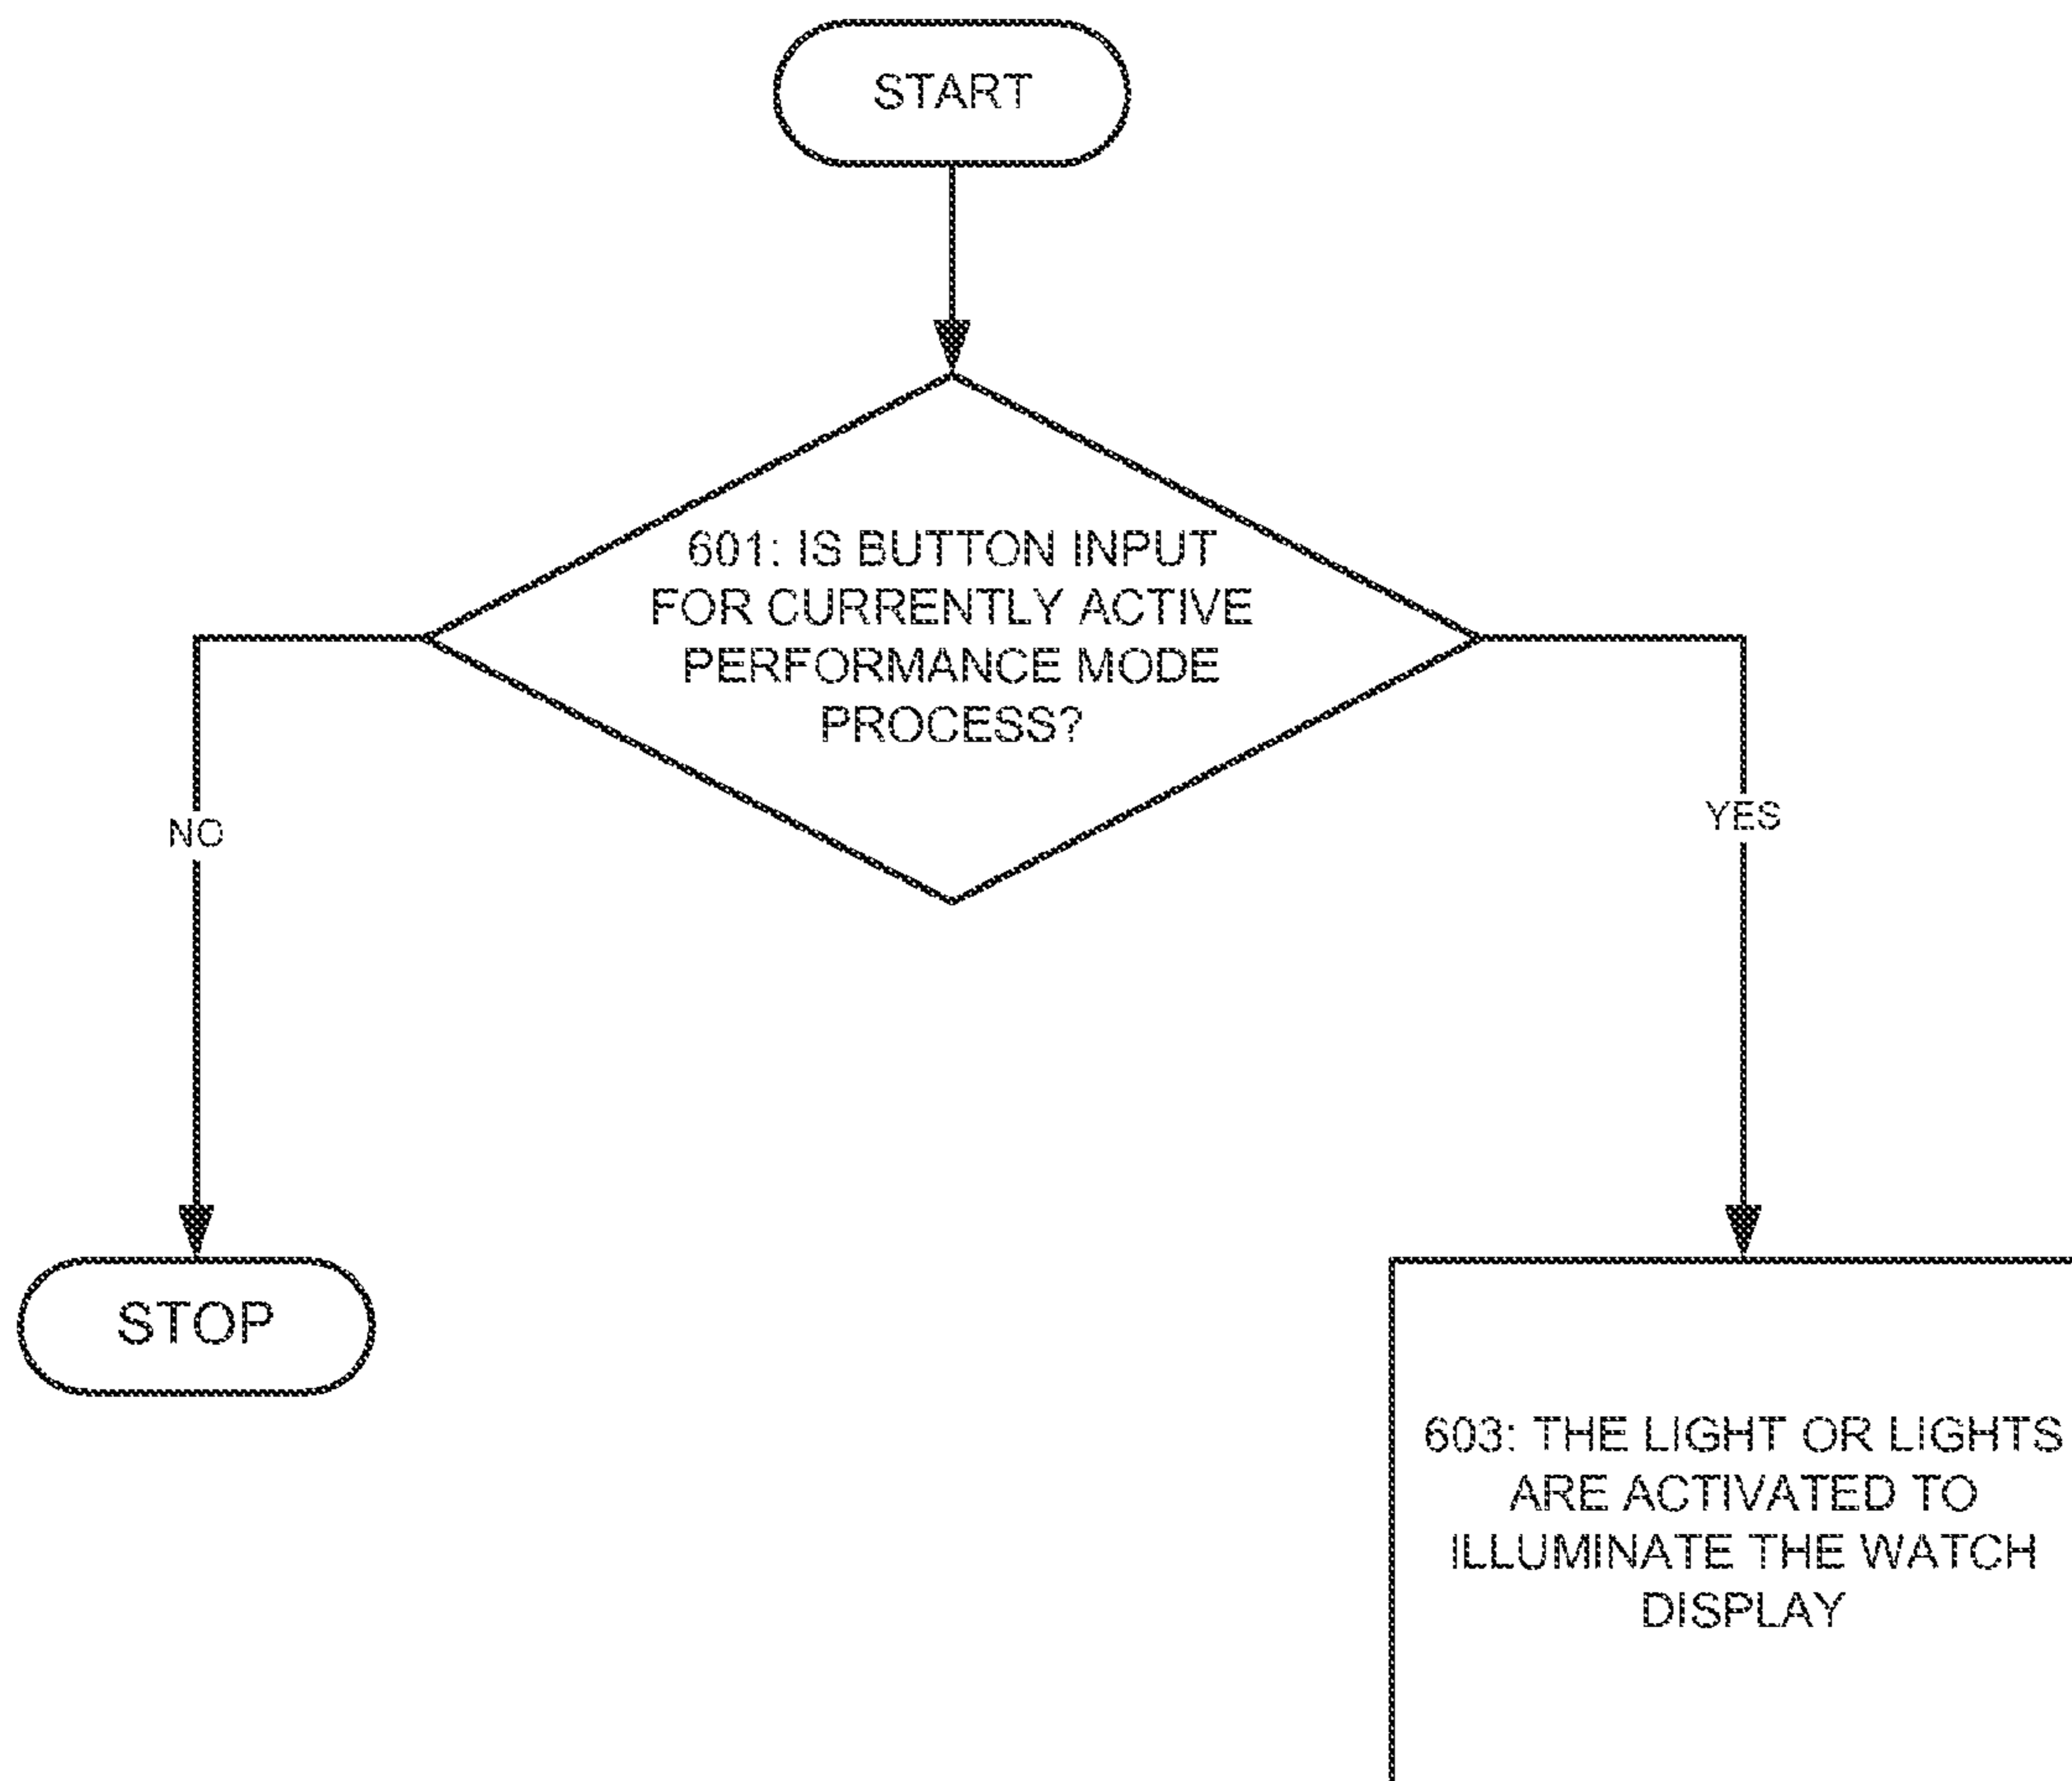 START
601: IS BUTTON INPUT
FOR CURRENTLY ACTIVE
PERFORMANCE MODE
PROCESS?
NO
YES
STOP
603: THE LIGHT OR LIGHTS
ARE ACTIVATED TO
ILLUMINATE THE WATCH
DISPLAY